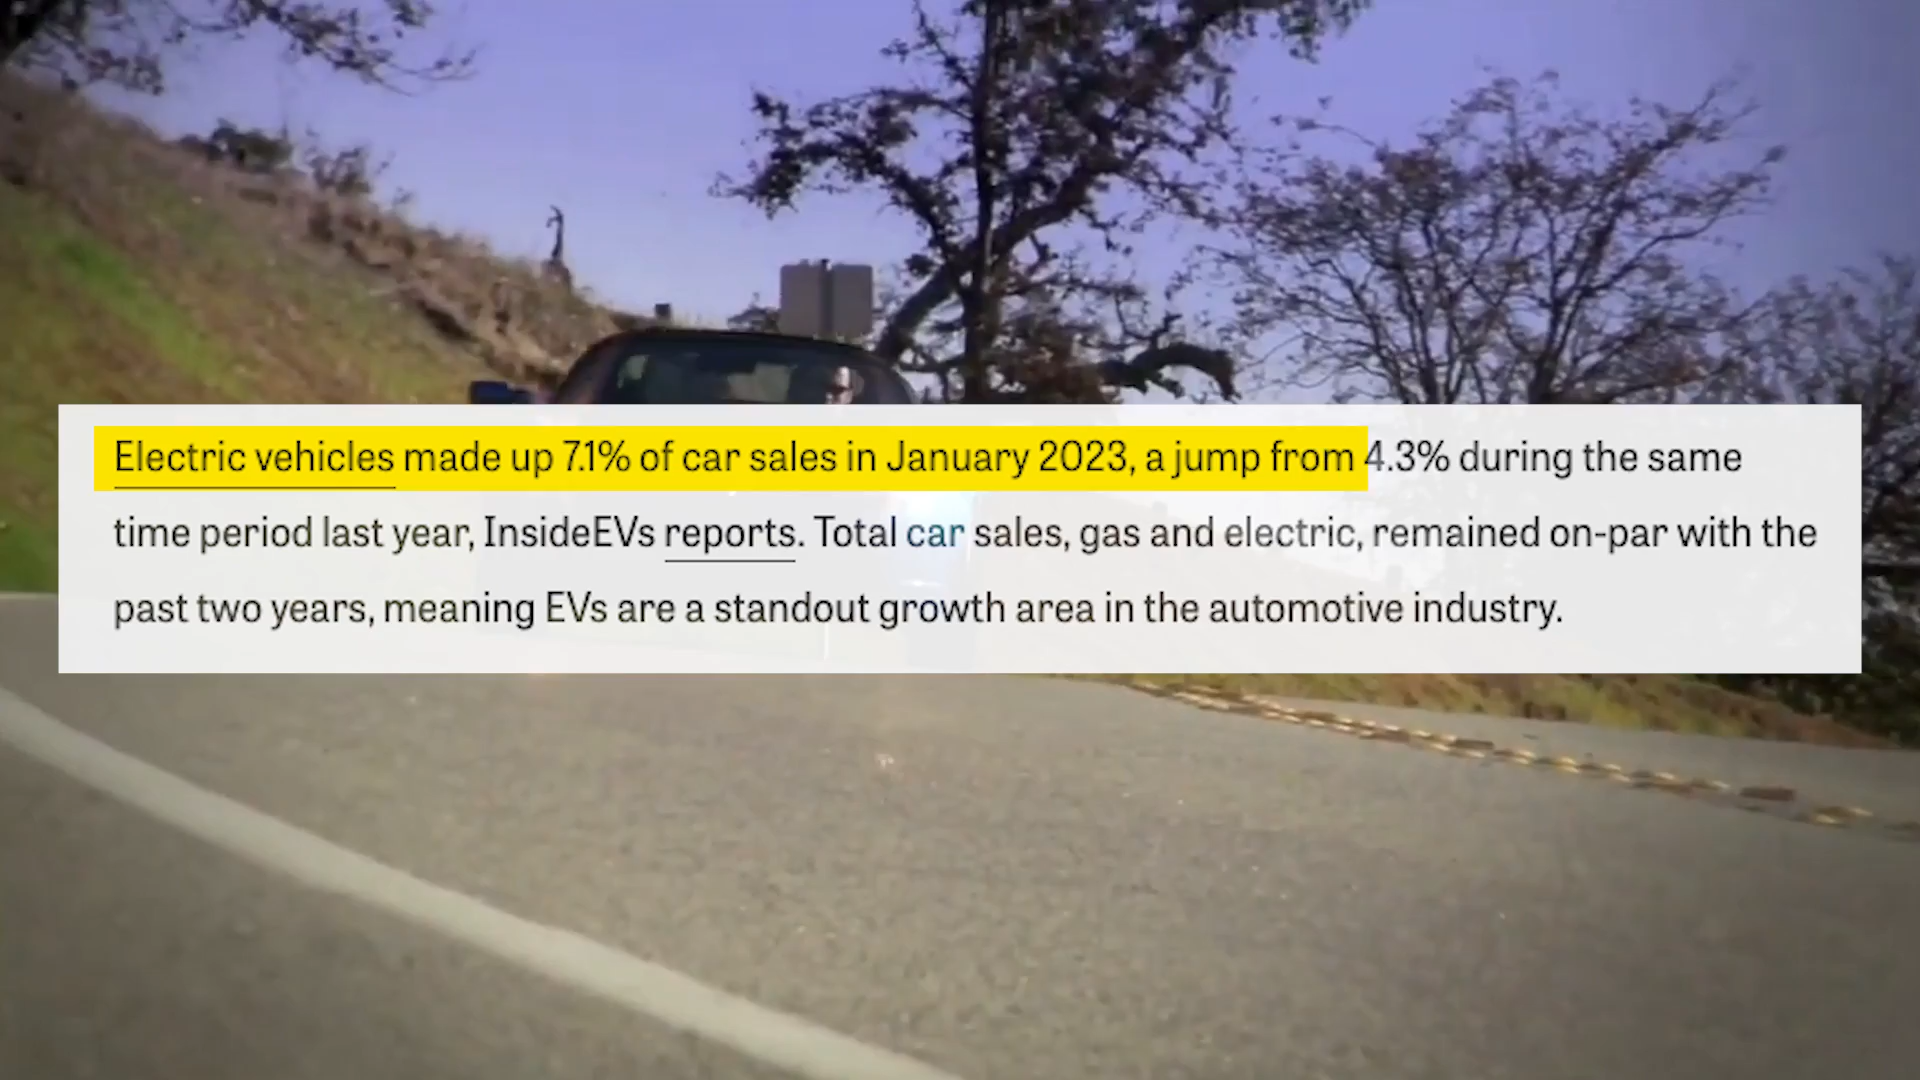 Electric vehicles made up 7.1% of car sales in January 2023, a jump from 4.3% during the same
time period last year, InsideEVs reports. Total car sales, gas and electric, remained on-par with the
past two years, meaning EVs are a standout growth area in the automotive industry.